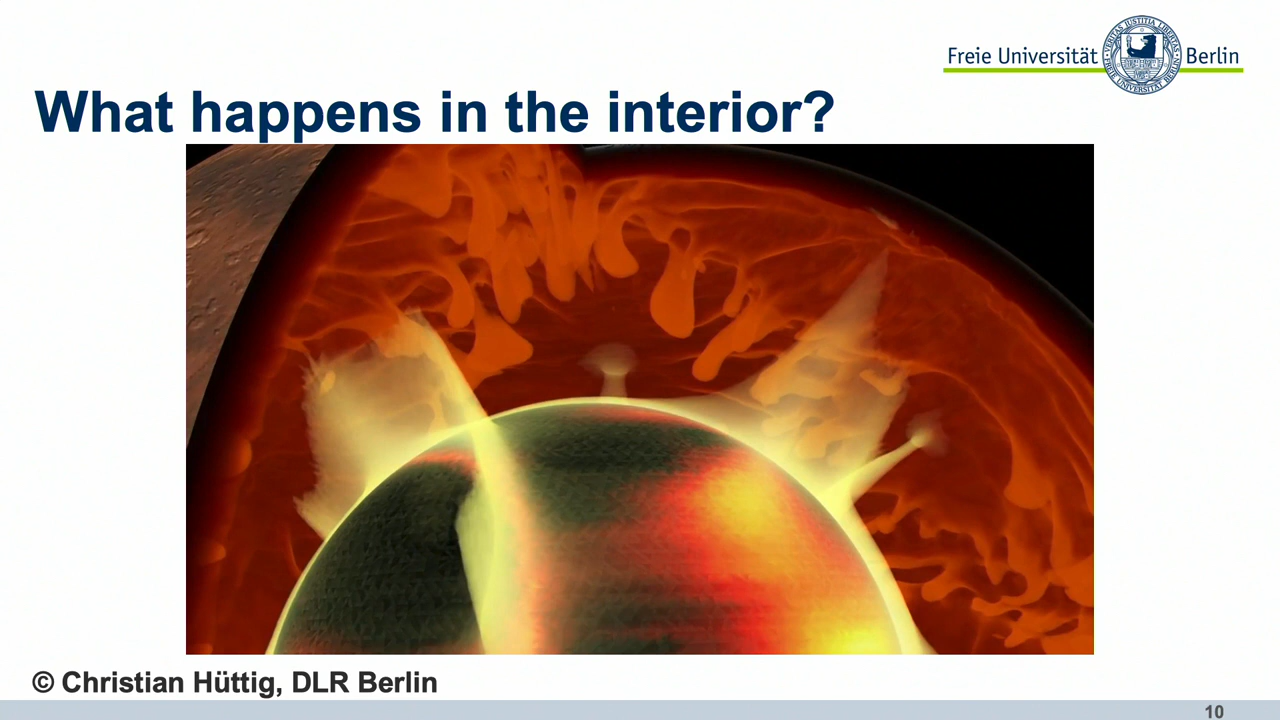 Freie Universität Berlin
What happens in the interior?
© Christian Hüttig, DLR Berlin
10